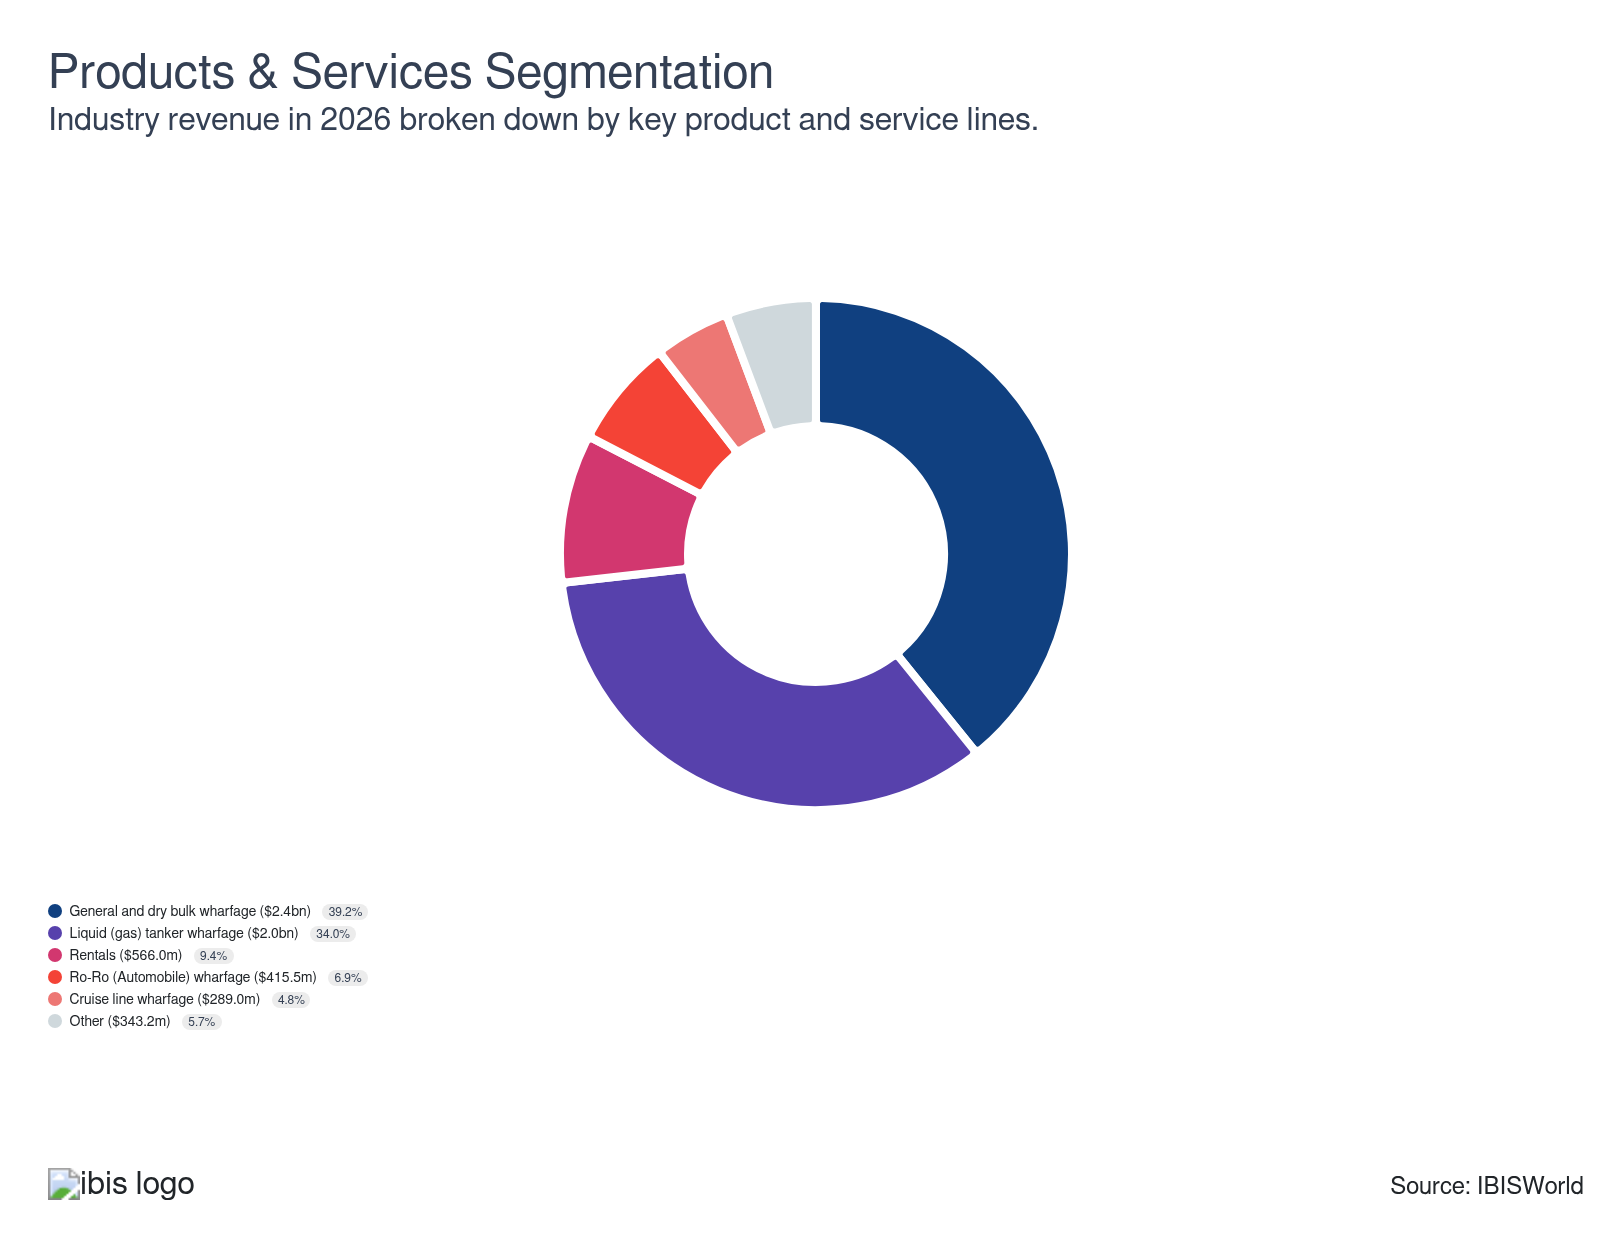 Products & Services Segmentation
Industry revenue in 2026 broken down by key product and service lines.
General and dry bulk wharfage ($2.4bn) 39.2%
Liquid (gas) tanker wharfage ($2.0bn) 34.0%
Rentals ($566.0m) 9.4%
Ro-Ro (Automobile) wharfage ($415.5m) 6.9%
Cruise line wharfage ($289.0m) 4.8%
Other ($343.2m) 5.7%
ibis logo
Source: IBISWorld